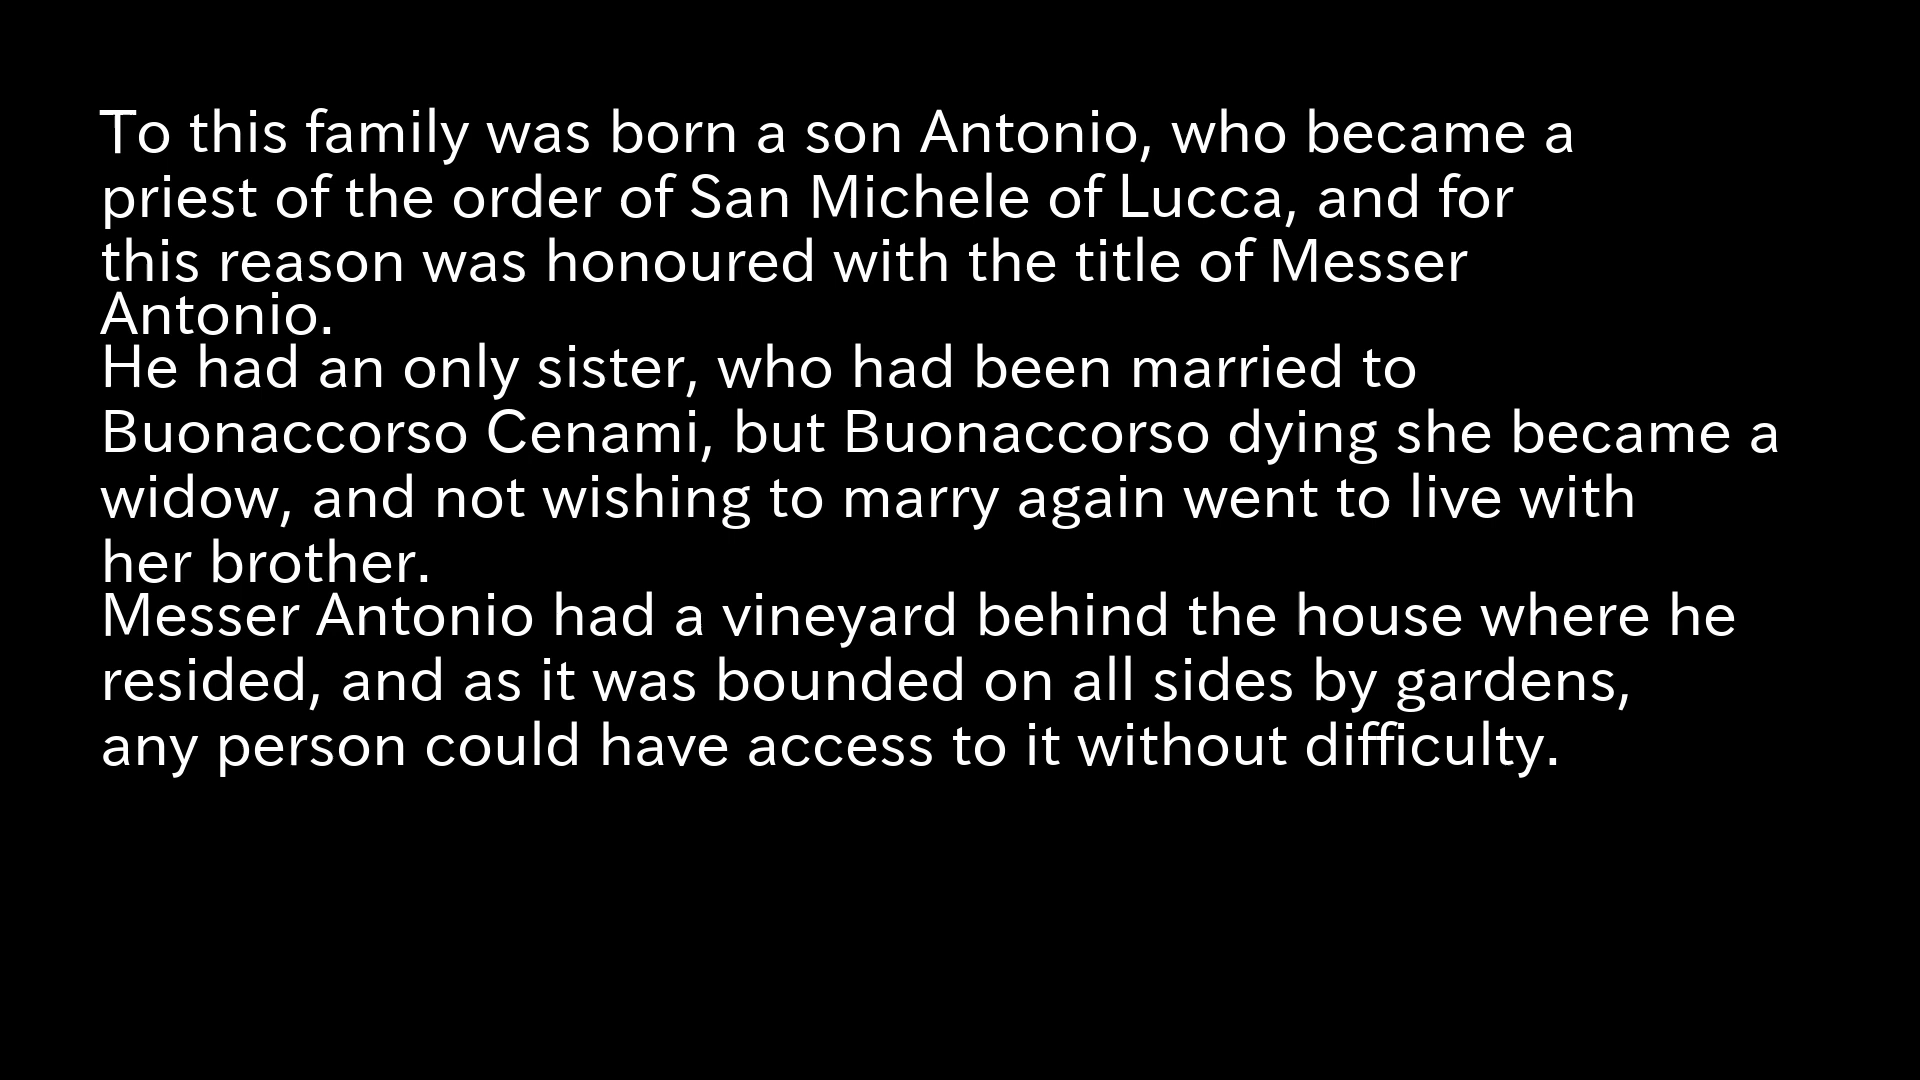 To this family was born a son Antonio, who became a
priest of the order of San Michele of Lucca, and for
this reason was honoured with the title of Messer
Antonio.
He had an only sister, who had been married to
Buonaccorso Cenami, but Buonaccorso dying she became a
widow, and not wishing to marry again went to live with
her brother.
Messer Antonio had a vineyard behind the house where he
resided, and as it was bounded on all sides by gardens,
any person could have access to it without difficulty.